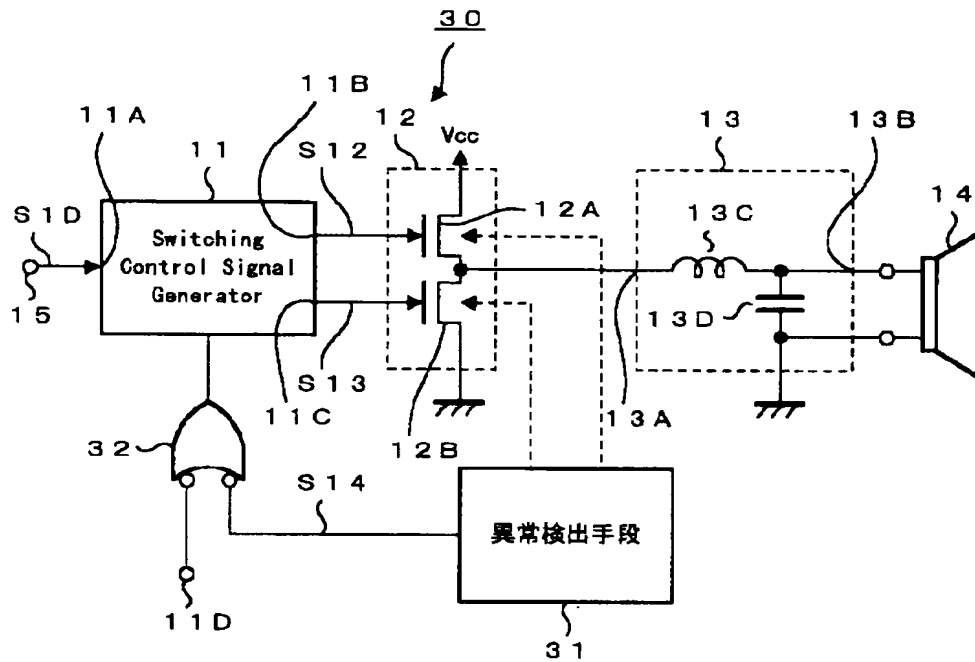 30
11B
11A
12
13
13B
11
S12
Vcc
14
S1D
12A
13C
Switching
Control Signal
Generator
15
13D
S13
11C
13A
32
12B
S14
異常検出手段
11D
31